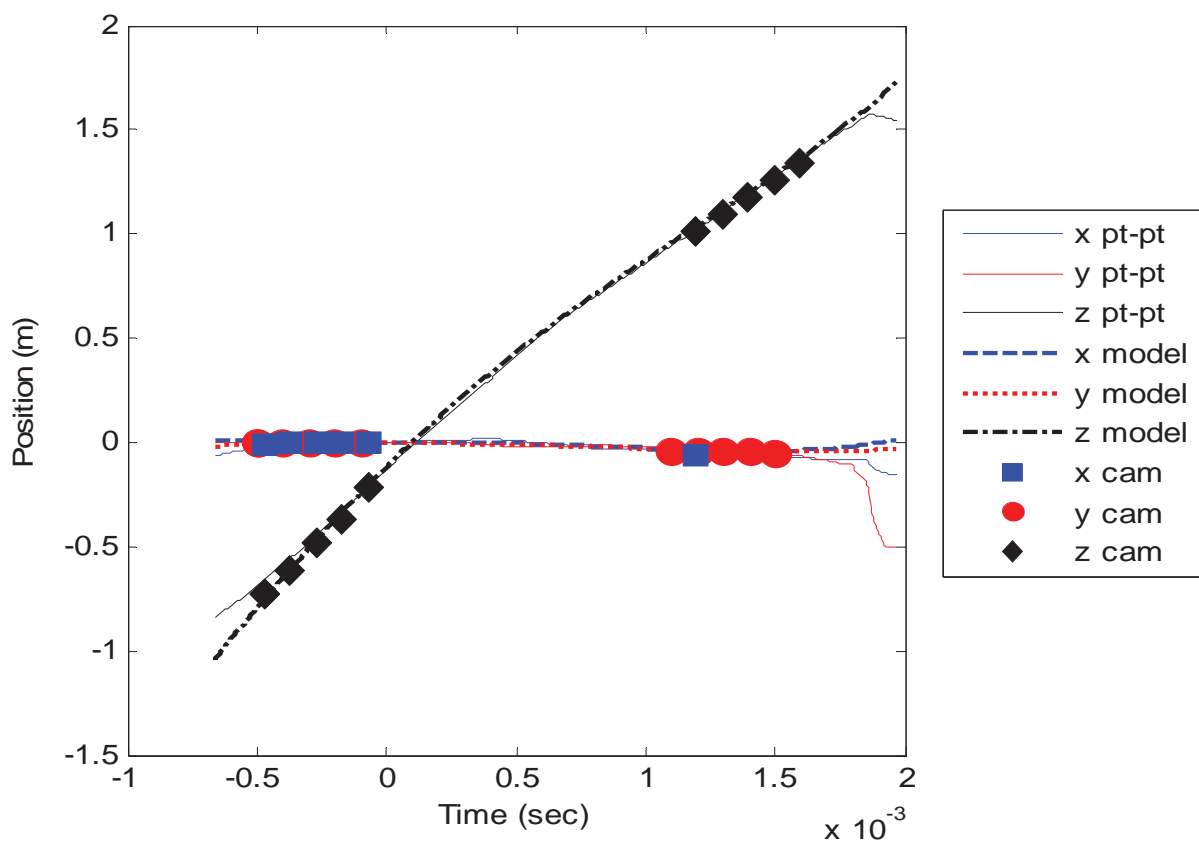 2
1.5
1
0.5
0
-0.5
-1
-1.5
Position (m)
-1 -0.5 0 0.5 1 1.5 2
Time (sec)
x 10-3
x pt-pt
y pt-pt
z pt-pt
x model
y model
z model
x cam
y cam
z cam